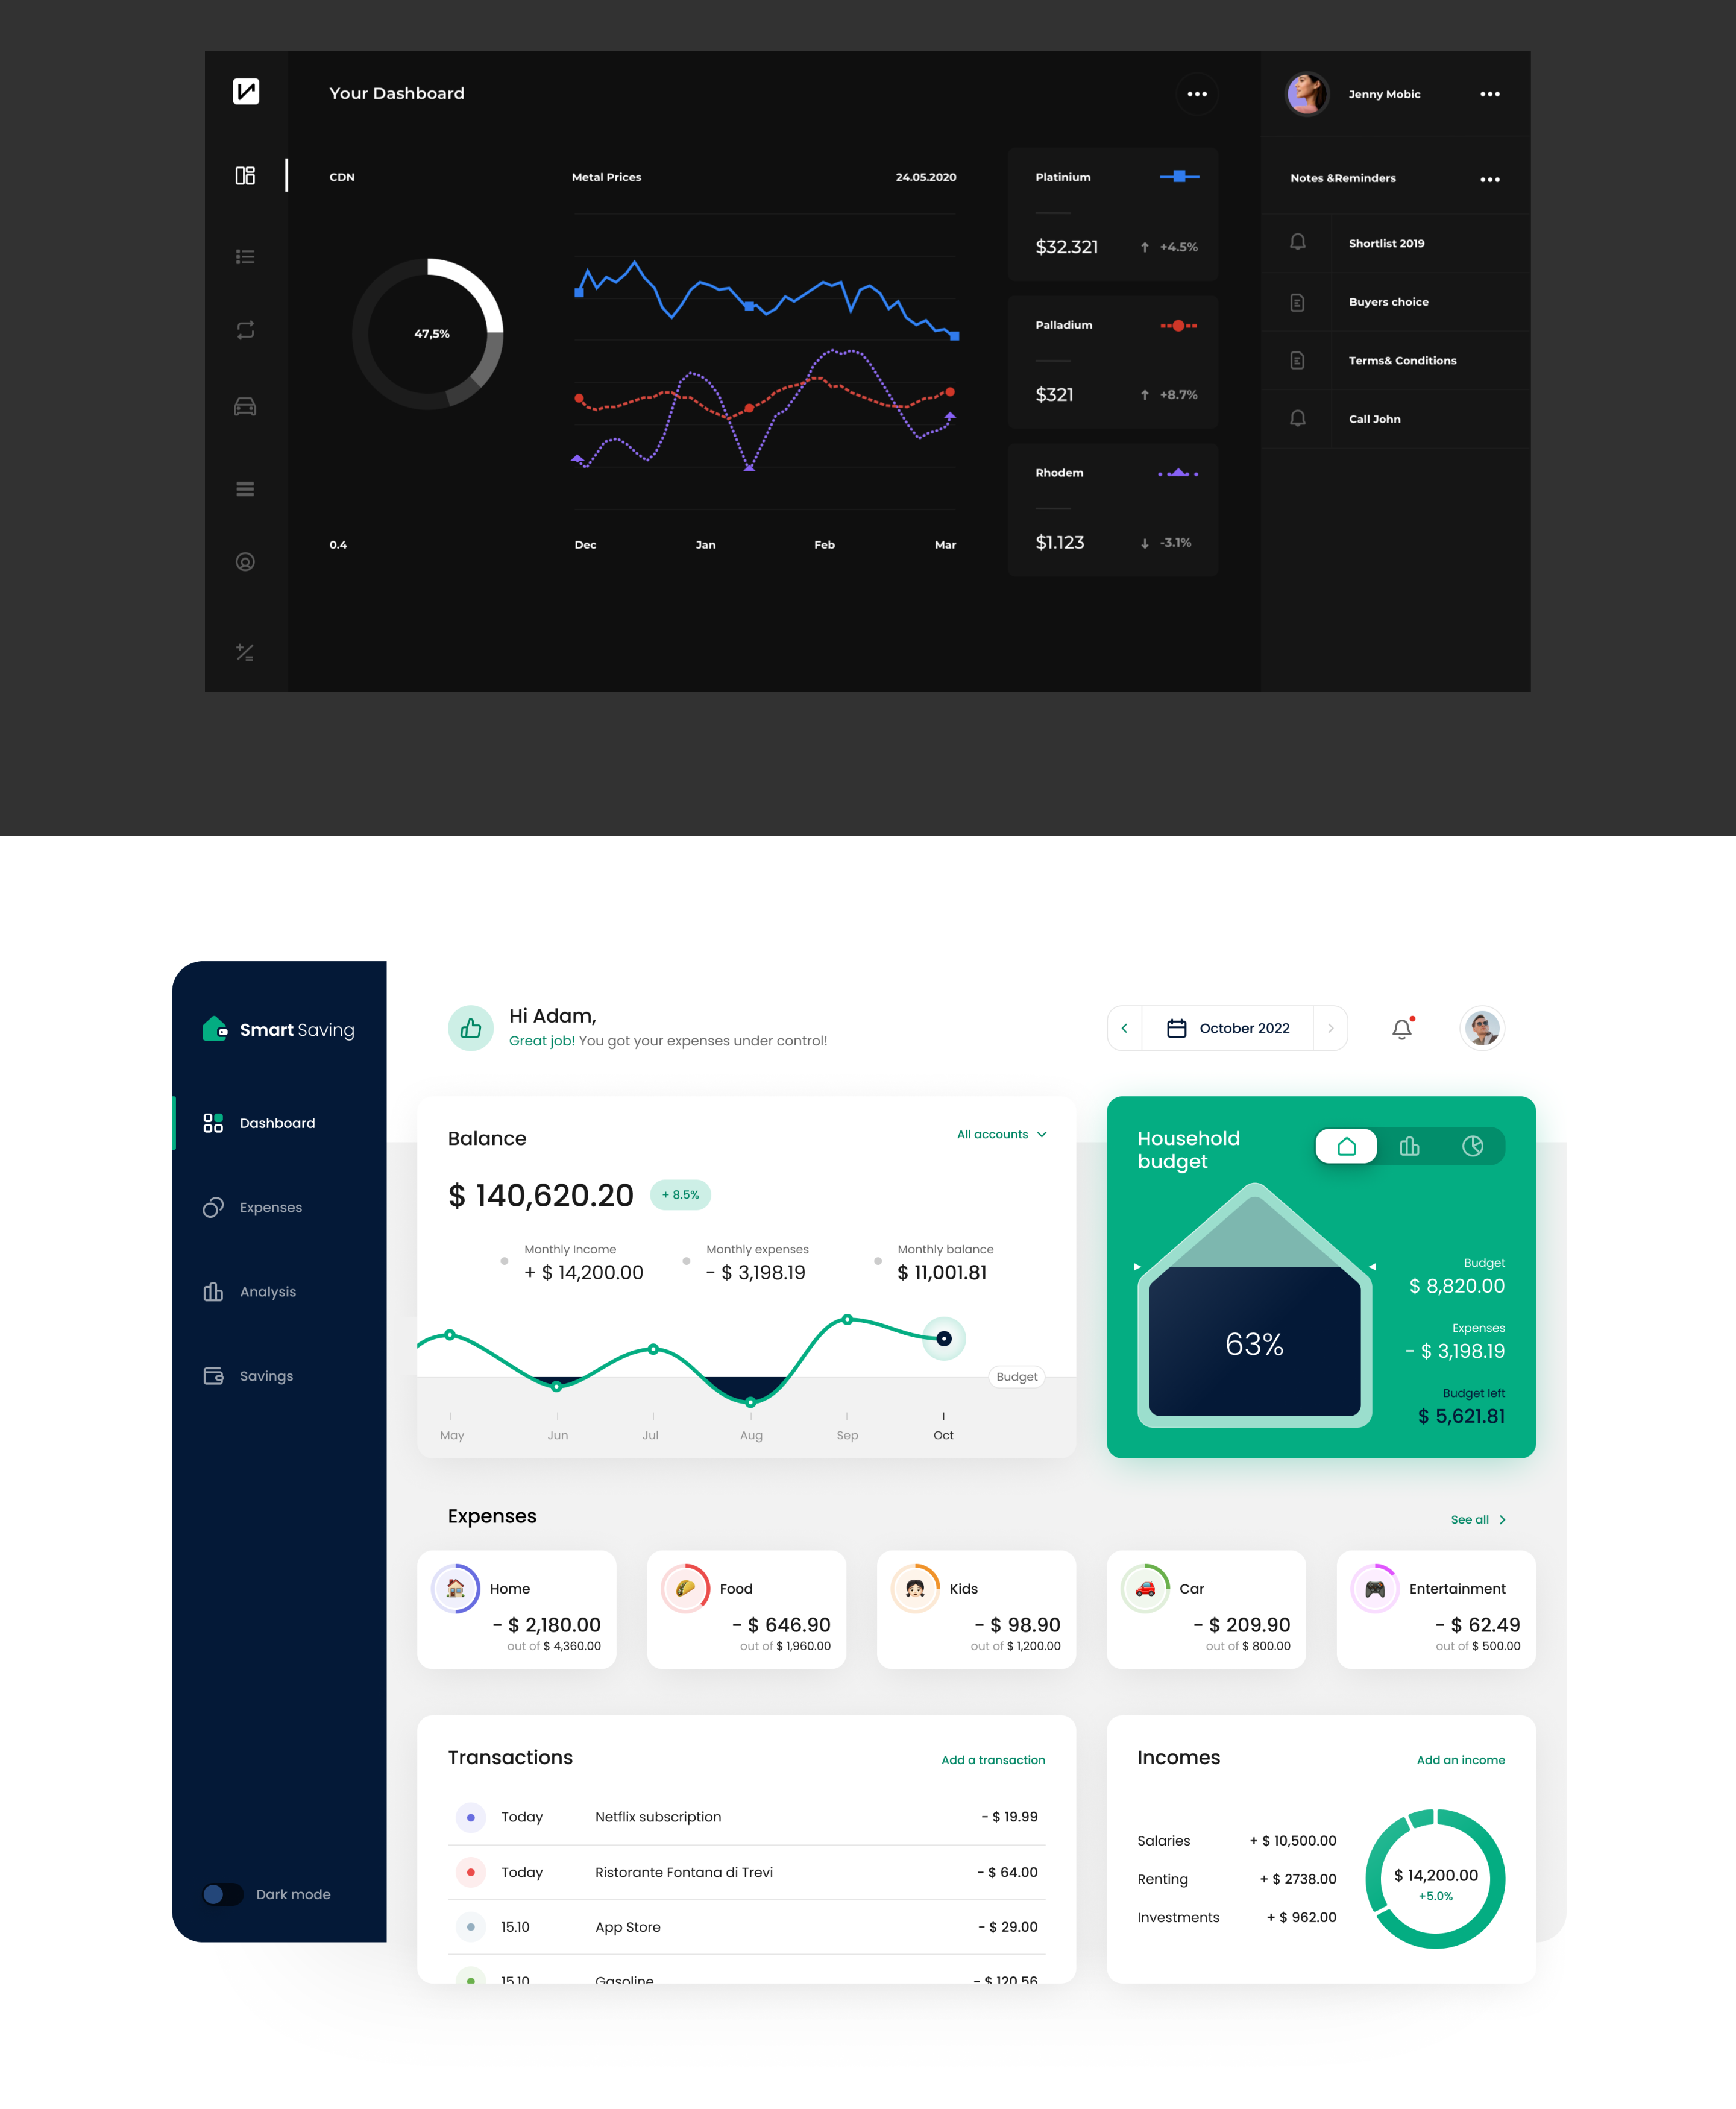 Your Dashboard
Jenny Mobic
CDN
Metal Prices
24.05.2020
Platinium
$32.321
+4.5%
Palladium
$321
+8.7%
Rhodem
$1.123
-3.1%
47,5%
0.4
Dec
Jan
Feb
Mar
Notes &Reminders
Shortlist 2019
Buyers choice
Terms& Conditions
Call John
Smart Saving
Dashboard
Expenses
Analysis
Savings
Dark mode
Hi Adam,
Great job! You got your expenses under control!
October 2022
Balance
All accounts
$ 140,620.20
+ 8.5%
Monthly Income
+ $ 14,200.00
Monthly expenses
- $ 3,198.19
Monthly balance
$ 11,001.81
Budget
May
Jun
Jul
Aug
Sep
Oct
Household
budget
63%
Budget
$ 8,820.00
Expenses
- $ 3,198.19
Budget left
$ 5,621.81
Expenses
See all
Home
- $ 2,180.00
out of $ 4,360.00
Food
- $ 646.90
out of $ 1,960.00
Kids
- $ 98.90
out of $ 1,200.00
Car
- $ 209.90
out of $ 800.00
Entertainment
- $ 62.49
out of $ 500.00
Transactions
Add a transaction
Today Netflix subscription - $ 19.99
Today Ristorante Fontana di Trevi - $ 64.00
15.10 App Store - $ 29.00
15.10 Gasoline - $ 120.56
Incomes
Add an income
Salaries + $ 10,500.00
Renting + $ 2738.00
Investments + $ 962.00
$ 14,200.00
+5.0%